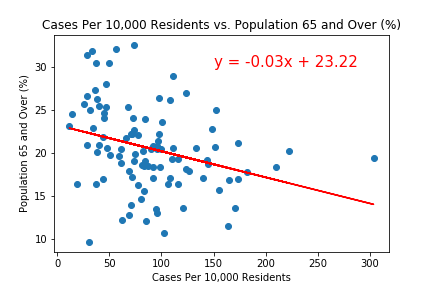 Cases Per 10,000 Residents vs. Population 65 and Over (%)
y = -0.03x + 23.22
Population 65 and Over (%)
30
25
20
15
10
0 50 100 150 200 250 300
Cases Per 10,000 Residents